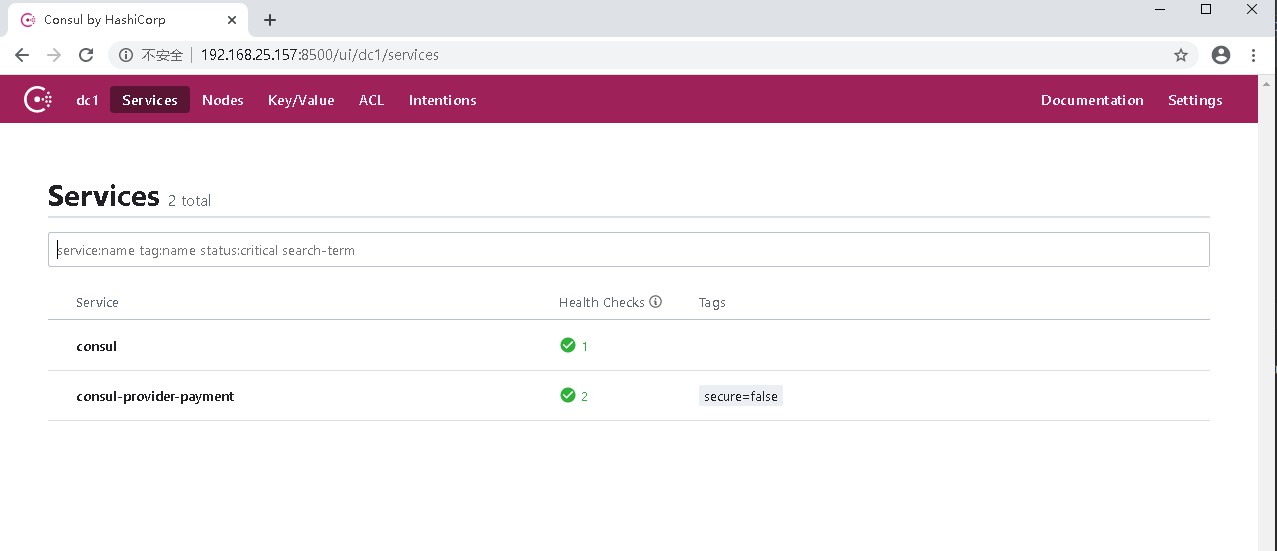 Consul by HashiCorp
不安全 192.168.25.157:8500/ui/dc1/services
dc1 Services Nodes Key/Value ACL Intentions Documentation Settings
Services 2 total
service:name tag:name status:critical search-term
Service Health Checks Tags
consul 1
consul-provider-payment 2 secure=false